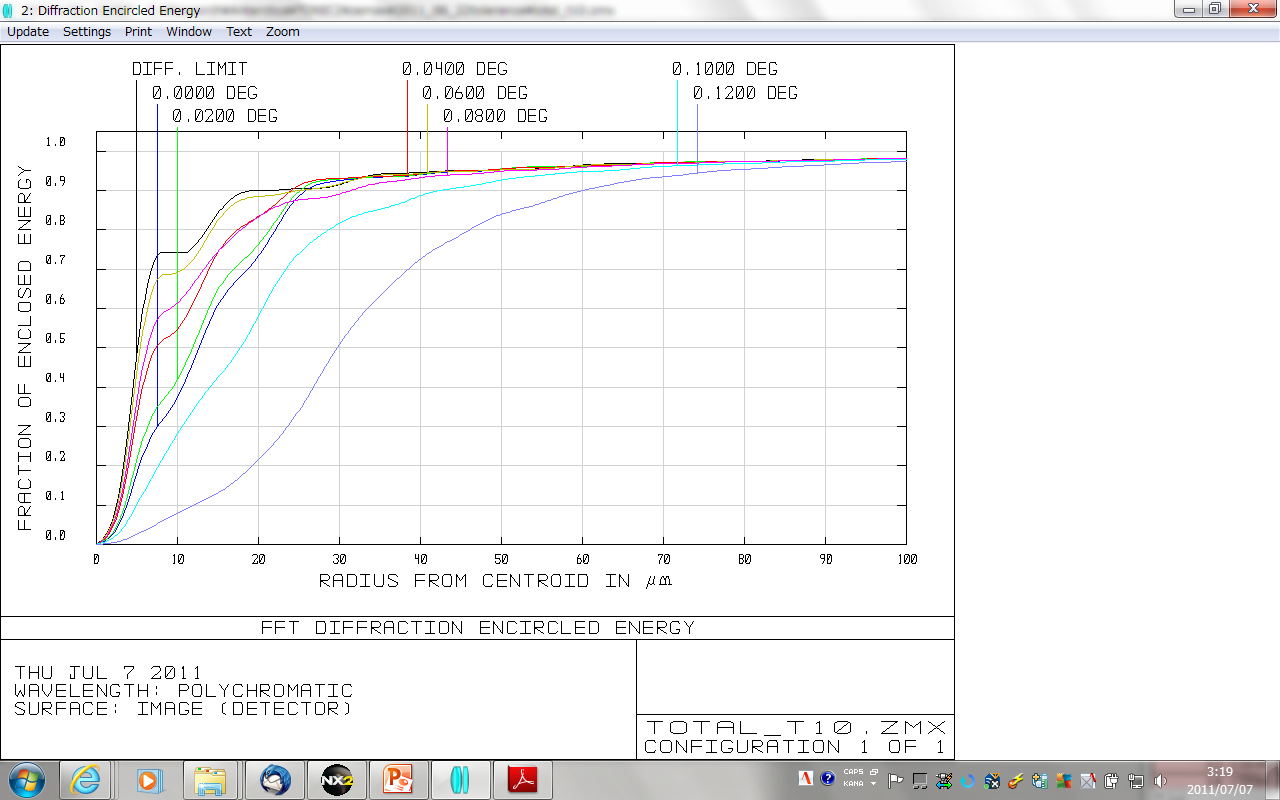 2: Diffraction Encircled Energy
Update Settings Print Window Text Zoom
DIFF. LIMIT 0.0400 DEG 0.1000 DEG
0.0000 DEG 0.0600 DEG 0.1200 DEG
0.0200 DEG 0.0800 DEG
1.0
0.9
0.8
0.7
0.6
0.5
0.4
0.3
0.2
0.1
0.0
FRACTION OF ENCLOSED ENERGY
0 10 20 30 40 50 60 70 80 90 100
RADIUS FROM CENTROID IN µm
FFT DIFFRACTION ENCIRCLED ENERGY
THU JUL 7 2011
WAVELENGTH: POLYCHROMATIC
SURFACE: IMAGE (DETECTOR)
TOTAL_T10.ZMX
CONFIGURATION 1 OF 1
NX2
CAPS
KANA
3:19
2011/07/07